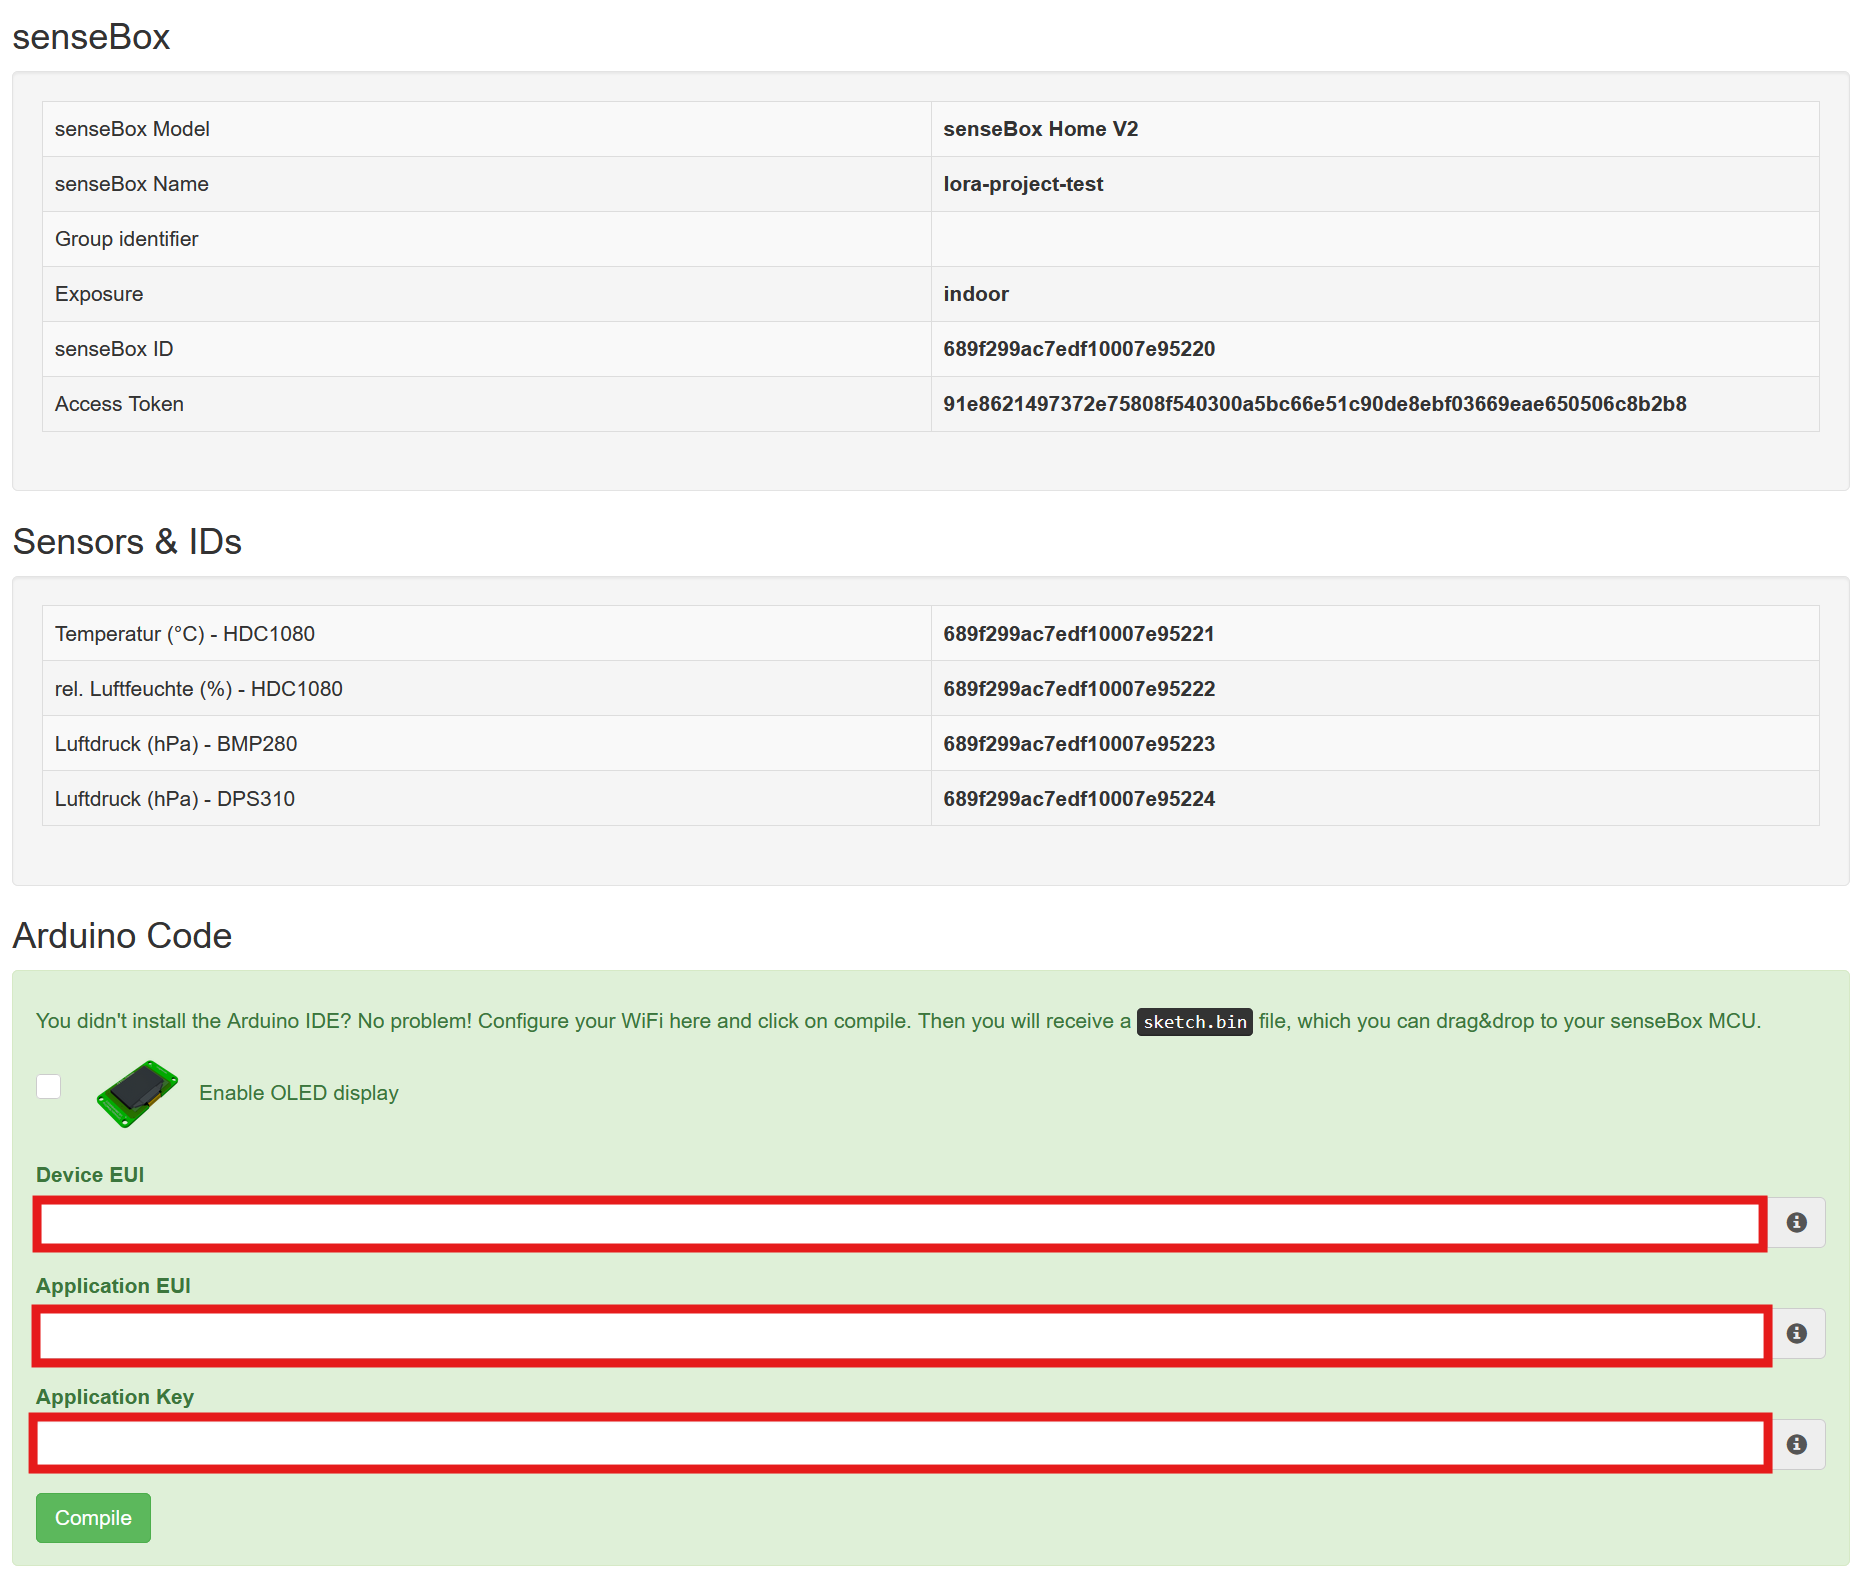 senseBox
senseBox Model senseBox Home V2
senseBox Name lora-project-test
Group identifier
Exposure indoor
senseBox ID 689f299ac7edf10007e95220
Access Token 91e8621497372e75808f540300a5bc66e51c90de8ebf03669eae650506c8b2b8
Sensors & IDs
Temperatur (°C) - HDC1080 689f299ac7edf10007e95221
rel. Luftfeuchte (%) - HDC1080 689f299ac7edf10007e95222
Luftdruck (hPa) - BMP280 689f299ac7edf10007e95223
Luftdruck (hPa) - DPS310 689f299ac7edf10007e95224
Arduino Code
You didn't install the Arduino IDE? No problem! Configure your WiFi here and click on compile. Then you will receive a sketch.bin file, which you can drag&drop to your senseBox MCU.
Enable OLED display
Device EUI
Application EUI
Application Key
Compile